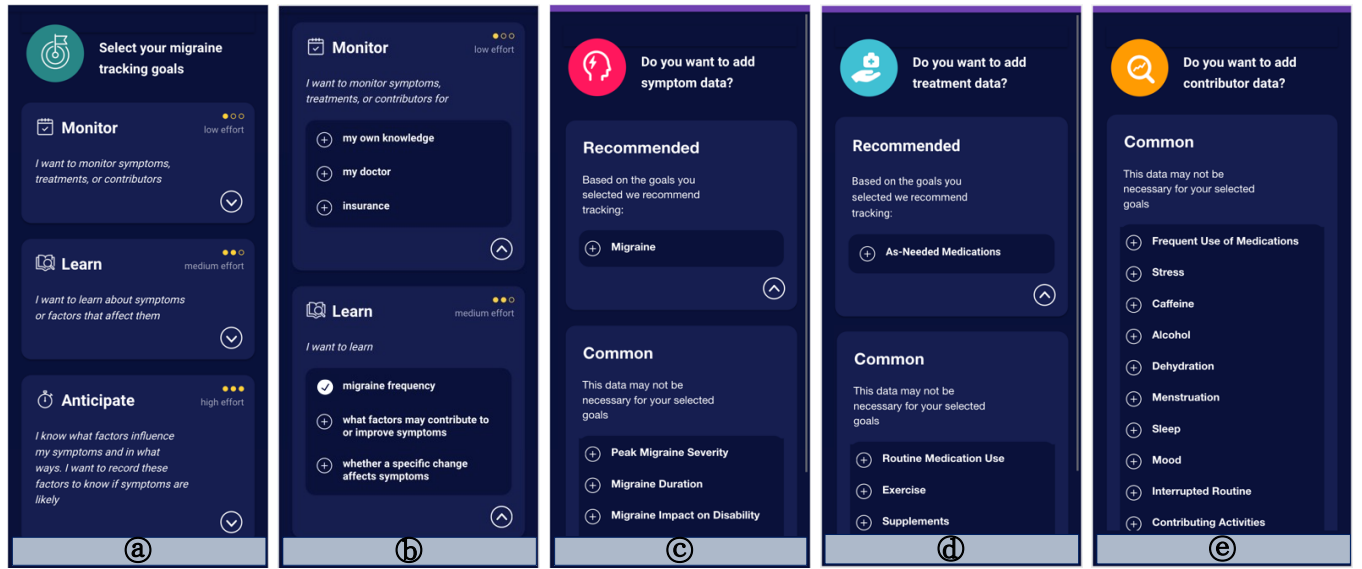 Select your migraine
tracking goals
Monitor
low effort
I want to monitor symptoms,
treatments, or contributors
Learn
medium effort
I want to learn about symptoms
or factors that affect them
Anticipate
high effort
I know what factors influence
my symptoms and in what
ways. I want to record these
factors to know if symptoms are
likely
ⓐ
Monitor
low effort
I want to monitor symptoms,
treatments, or contributors for
my own knowledge
my doctor
insurance
Learn
medium effort
I want to learn
migraine frequency
what factors may contribute to
or improve symptoms
whether a specific change
affects symptoms
ⓑ
Do you want to add
symptom data?
Recommended
Based on the goals you
selected we recommend
tracking:
Migraine
Common
This data may not be
necessary for your selected
goals
Peak Migraine Severity
Migraine Duration
Migraine Impact on Disability
ⓒ
Do you want to add
treatment data?
Recommended
Based on the goals you
selected we recommend
tracking:
As-Needed Medications
Common
This data may not be
necessary for your selected
goals
Routine Medication Use
Exercise
Supplements
ⓓ
Do you want to add
contributor data?
Common
This data may not be
necessary for your selected
goals
Frequent Use of Medications
Stress
Caffeine
Alcohol
Dehydration
Menstruation
Sleep
Mood
Interrupted Routine
Contributing Activities
ⓔ